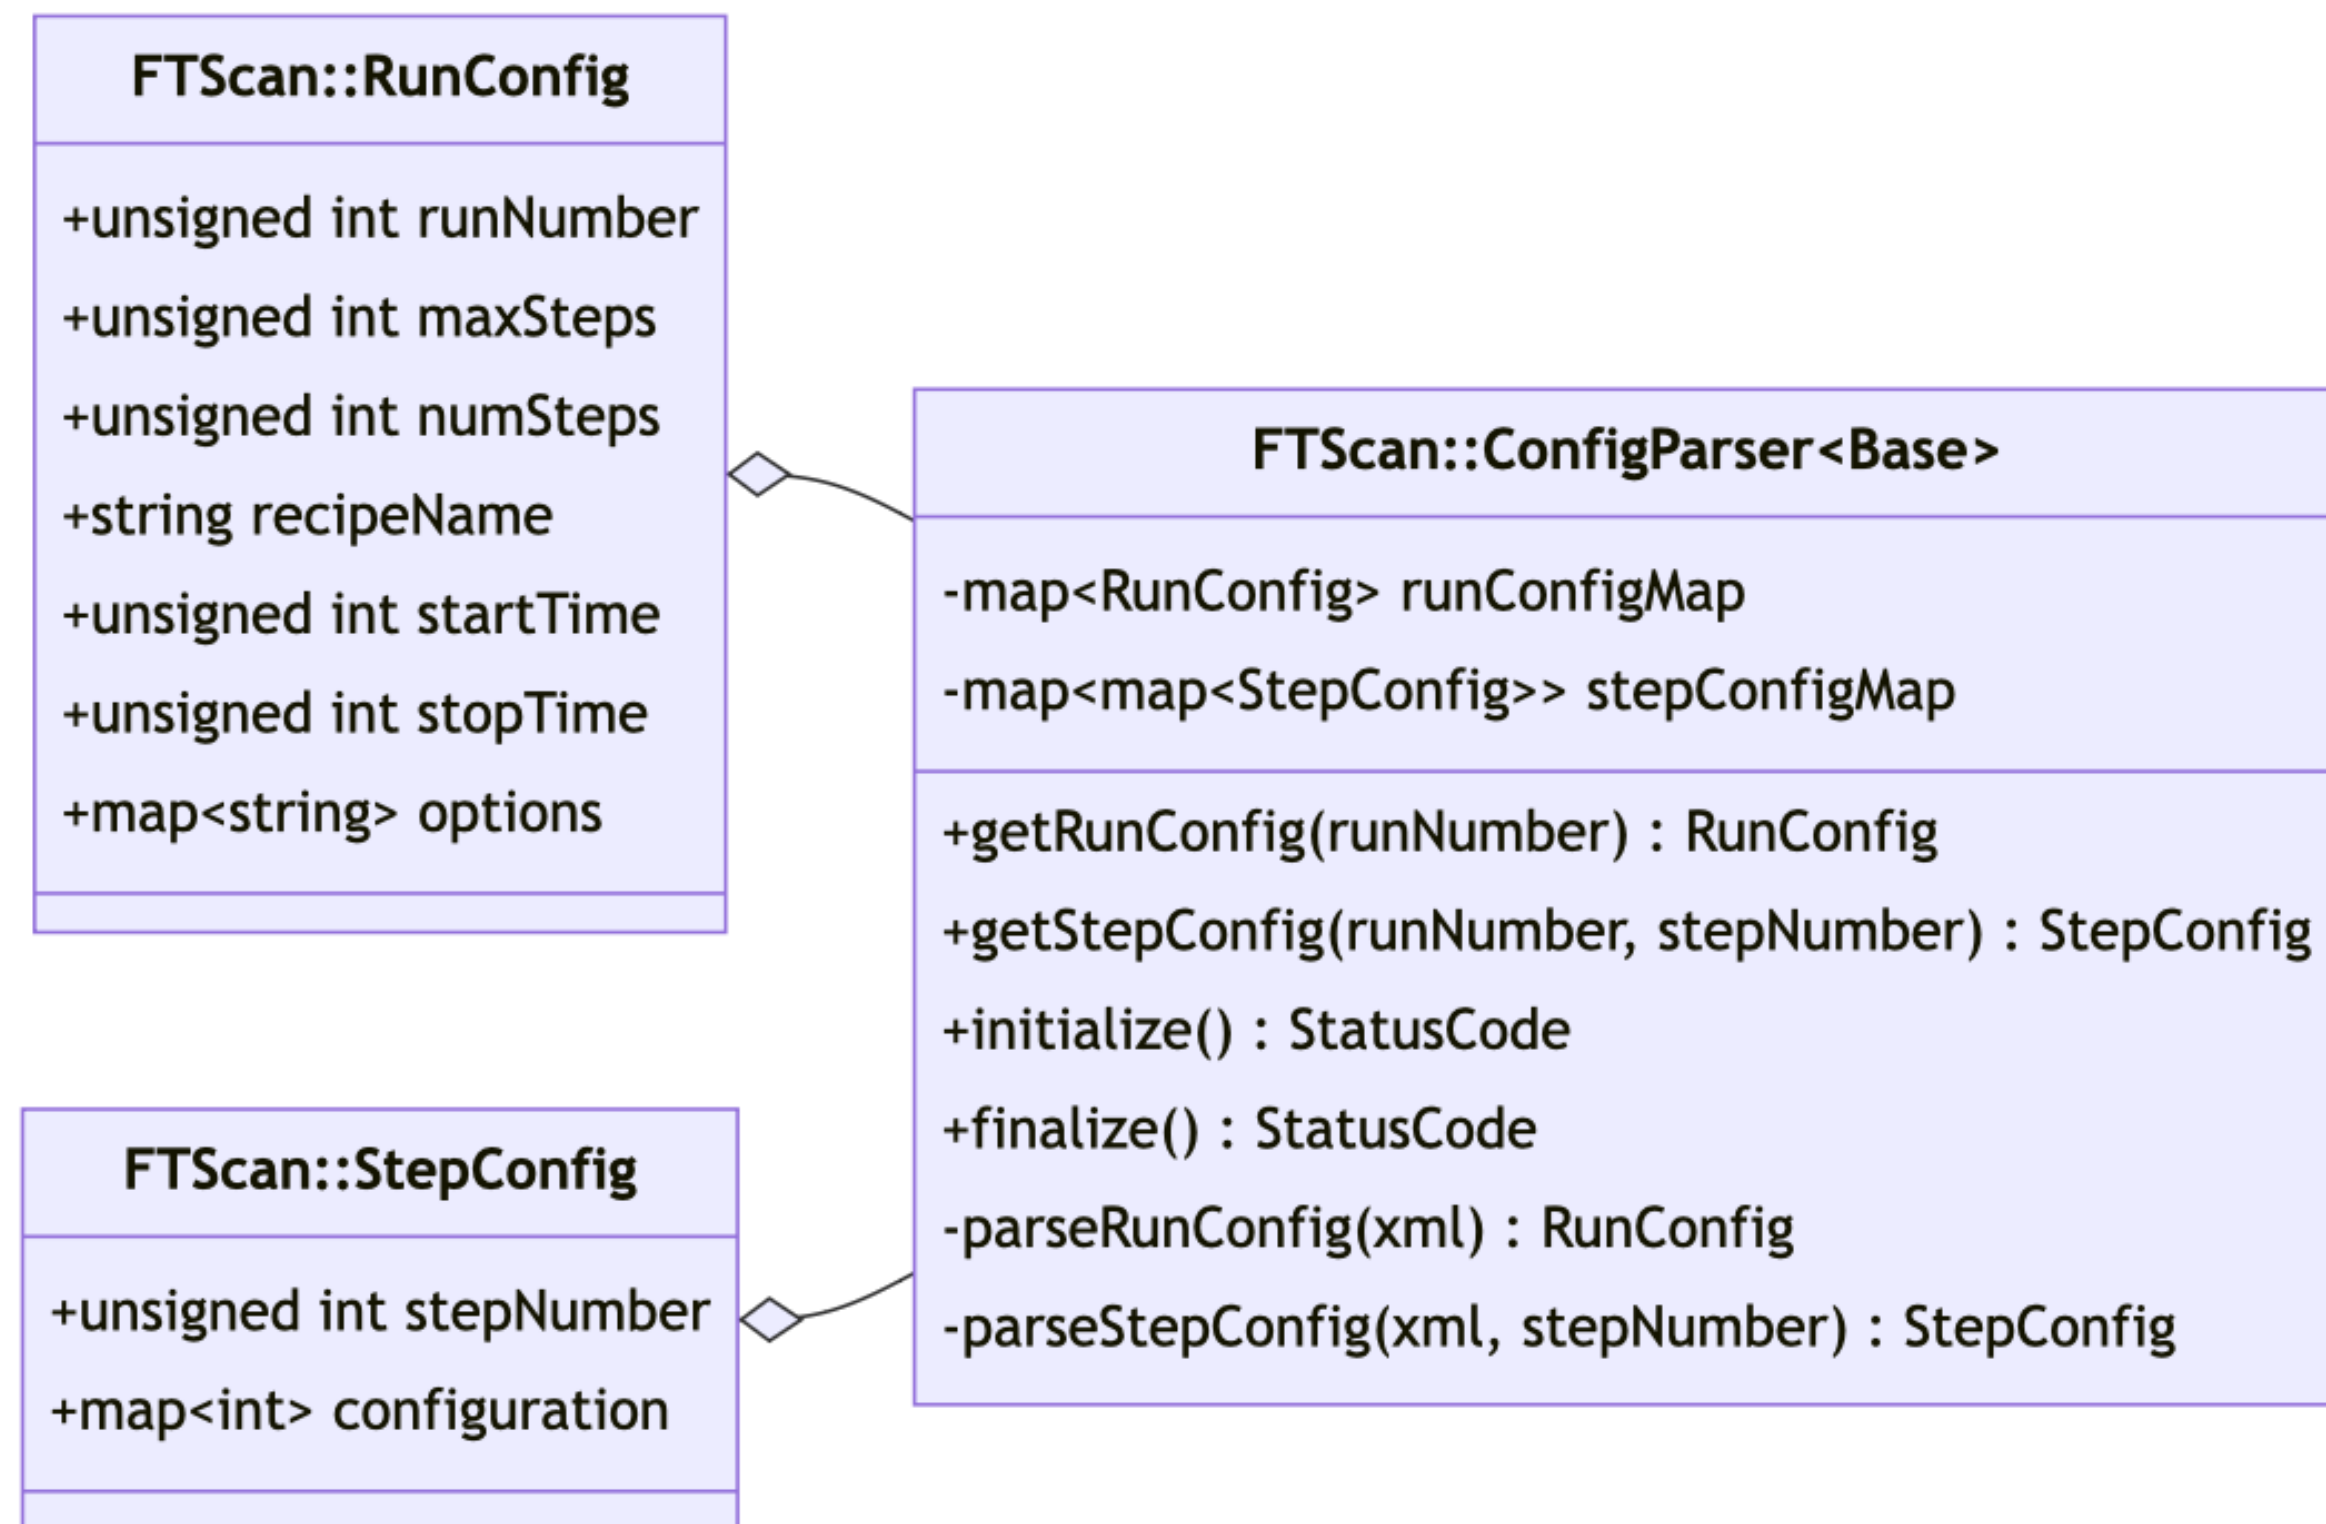 FTScan::RunConfig
+unsigned int runNumber
+unsigned int maxSteps
+unsigned int numSteps
+string recipeName
+unsigned int startTime
+unsigned int stopTime
+map<string> options
FTScan::StepConfig
+unsigned int stepNumber
+map<int> configuration
FTScan::ConfigParser<Base>
-map<RunConfig> runConfigMap
-map<map<StepConfig>> stepConfigMap
+getRunConfig(runNumber) : RunConfig
+getStepConfig(runNumber, stepNumber) : StepConfig
+initialize() : StatusCode
+finalize() : StatusCode
-parseRunConfig(xml) : RunConfig
-parseStepConfig(xml, stepNumber) : StepConfig